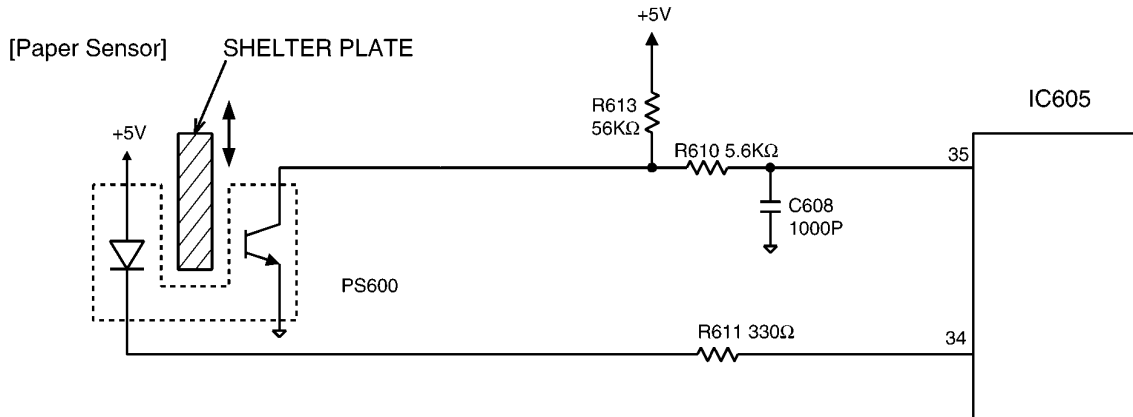 +5V
[Paper Sensor] SHELTER PLATE
IC605
R613
56KΩ
+5V
R610 5.6KΩ
35
C608
1000P
PS600
R611 330Ω
34